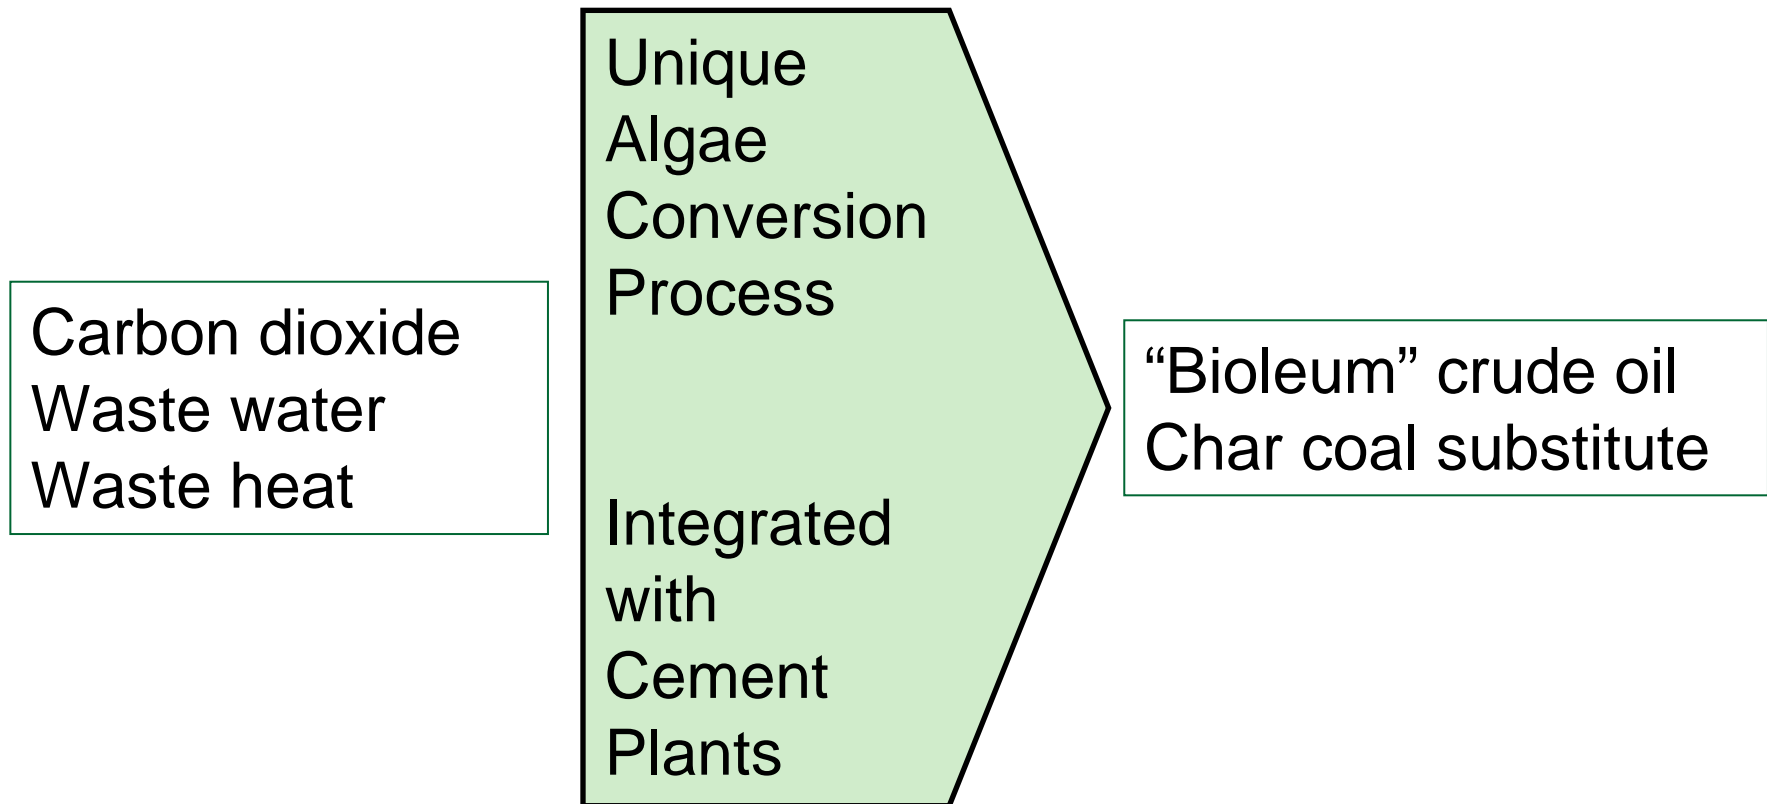 Carbon dioxide
Waste water
Waste heat
Unique
Algae
Conversion
Process
Integrated
with
Cement
Plants
“Bioleum” crude oil
Char coal substitute